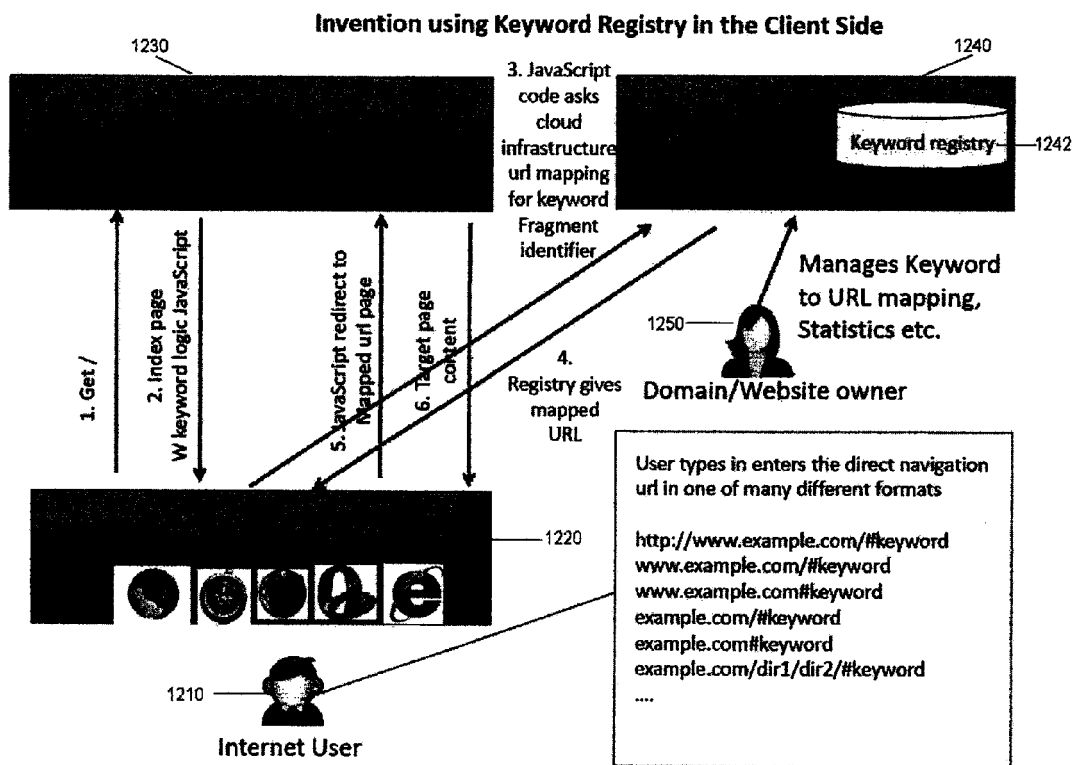 Invention using Keyword Registry in the Client Side
1230
1240
3. JavaScript
code asks
cloud
infrastructure
url mapping
for keyword
Fragment
identifier
Keyword registry
1242
1. Get /
2. Index page
W keyword logic JavaScript
5. JavaScript redirect to
Mapped url page
6. Target page
content
4.
Registry gives
mapped
URL
Manages Keyword
to URL mapping,
Statistics etc.
1250
Domain/Website owner
1220
User types in enters the direct navigation
url in one of many different formats
http://www.example.com/#keyword
www.example.com/#keyword
www.example.com#keyword
example.com/#keyword
example.com#keyword
example.com/dir1/dir2/#keyword
....
1210
Internet User